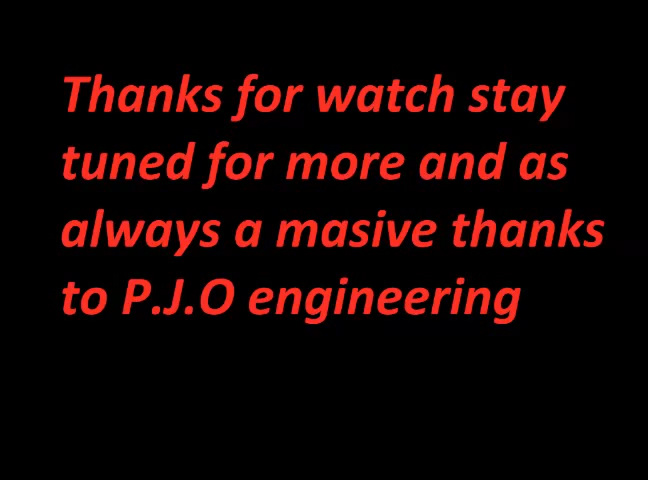 Thanks for watch stay
tuned for more and as
always a masive thanks
to P.J.O engineering